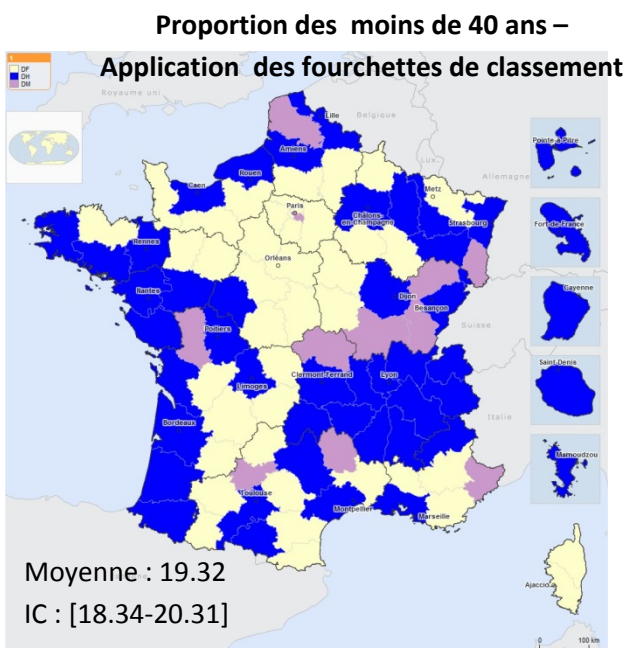 Proportion des moins de 40 ans –
Application des fourchettes de classement
1
DF
DH
DM
Royaume uni
Lille
Belgique
Amiens
Lux.
Pointe-à-Pitre
Allemagne
Rouen
Caen
Metz
Paris
Chalons-
en-Champagne
Strasbourg
Fort-de-France
Rennes
Orléans
Nantes
Dijon
Besançon
Cayenne
Suisse
Poitiers
Clermont-Ferrand
Lyon
Limoges
Saint-Denis
Italie
Bordeaux
Mamoudzou
Toulouse
Montpellier
Marseille
Moyenne : 19.32
Ajaccio
IC : [18.34-20.31]
0 100 km